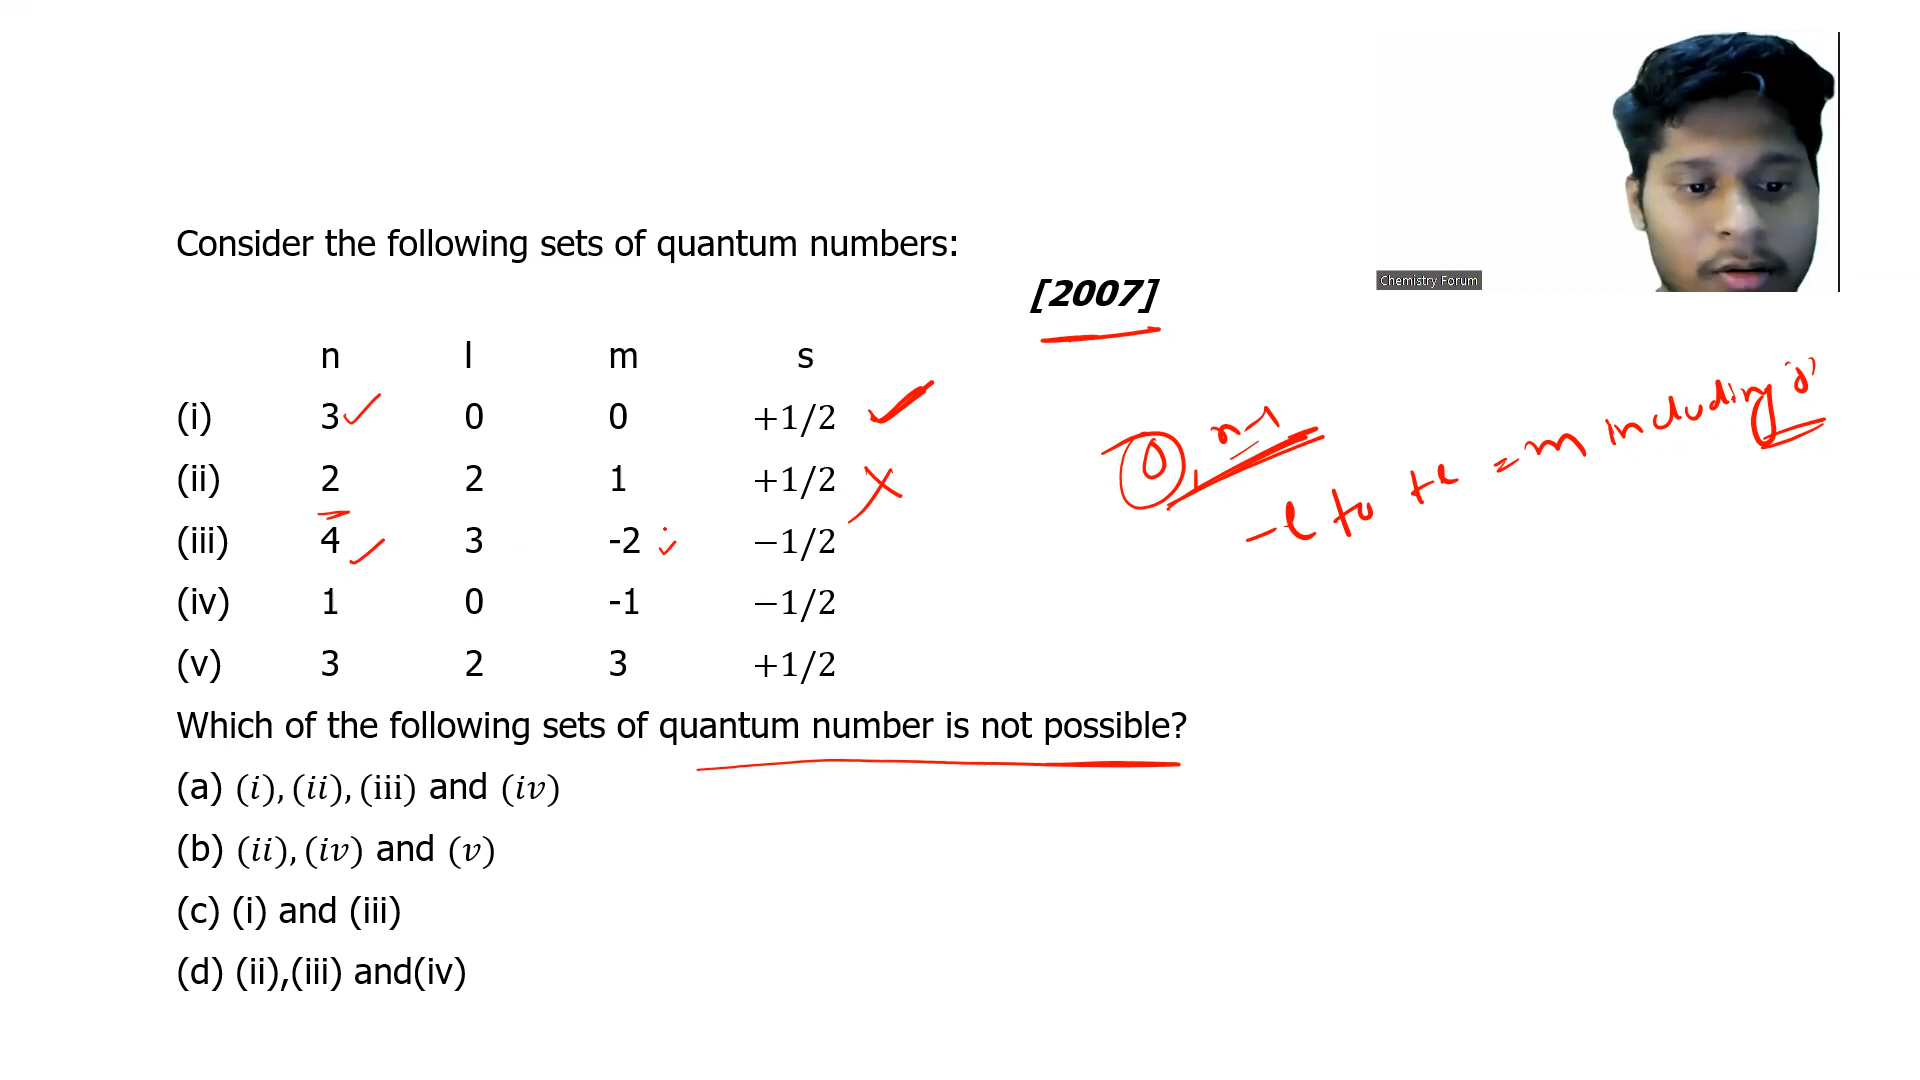 Chemistry Forum
Consider the following sets of quantum numbers:
[2007]
n l m s
(i) 3 0 0 +1/2
(ii) 2 2 1 +1/2
(iii) 4 3 -2 −1/2
(iv) 1 0 -1 −1/2
(v) 3 2 3 +1/2
0, n-1
-l to +l = m including '0'
Which of the following sets of quantum number is not possible?
(a) (i), (ii), (iii) and (iv)
(b) (ii), (iv) and (v)
(c) (i) and (iii)
(d) (ii),(iii) and(iv)